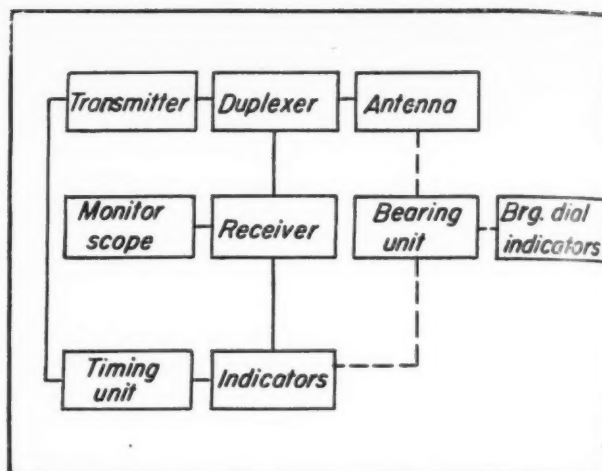 Transmitter
Duplexer
Antenna
Monitor
scope
Receiver
Bearing
unit
Brg. dial
indicators
Timing
unit
Indicators